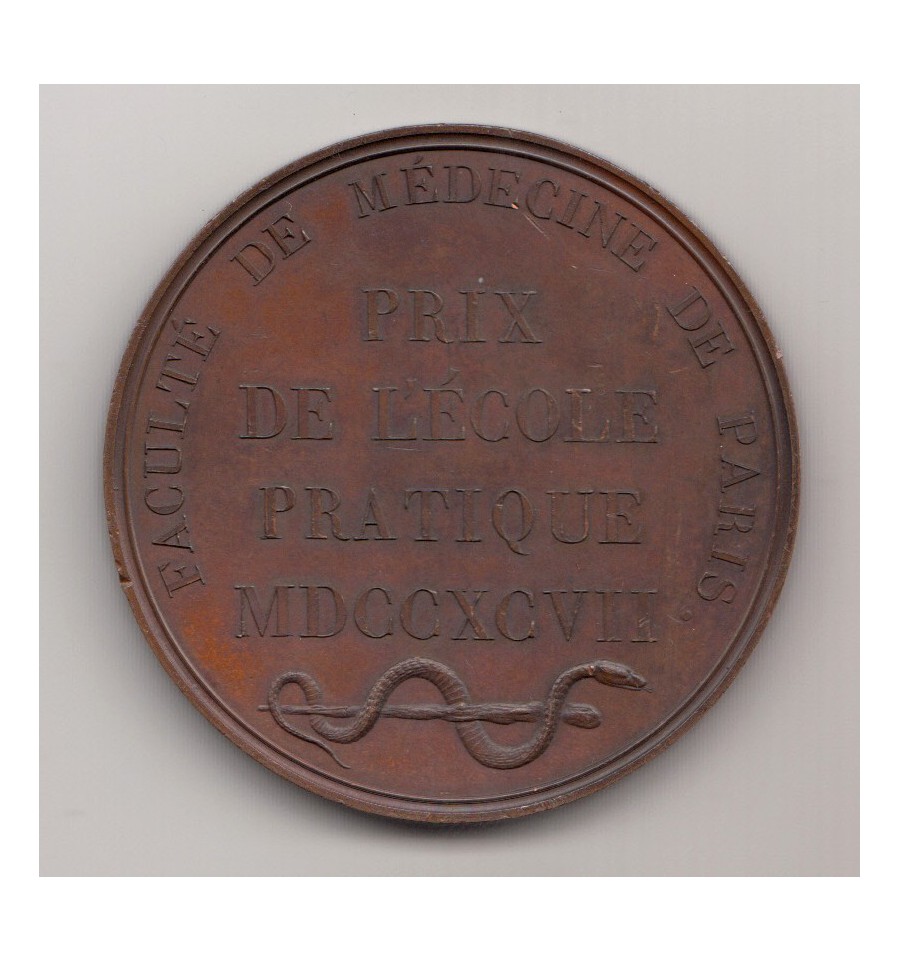 FACULTÉ DE MÉDECINE DE PARIS.
PRIX
DE L'ÉCOLE
PRATIQUE
MDCCXCVII